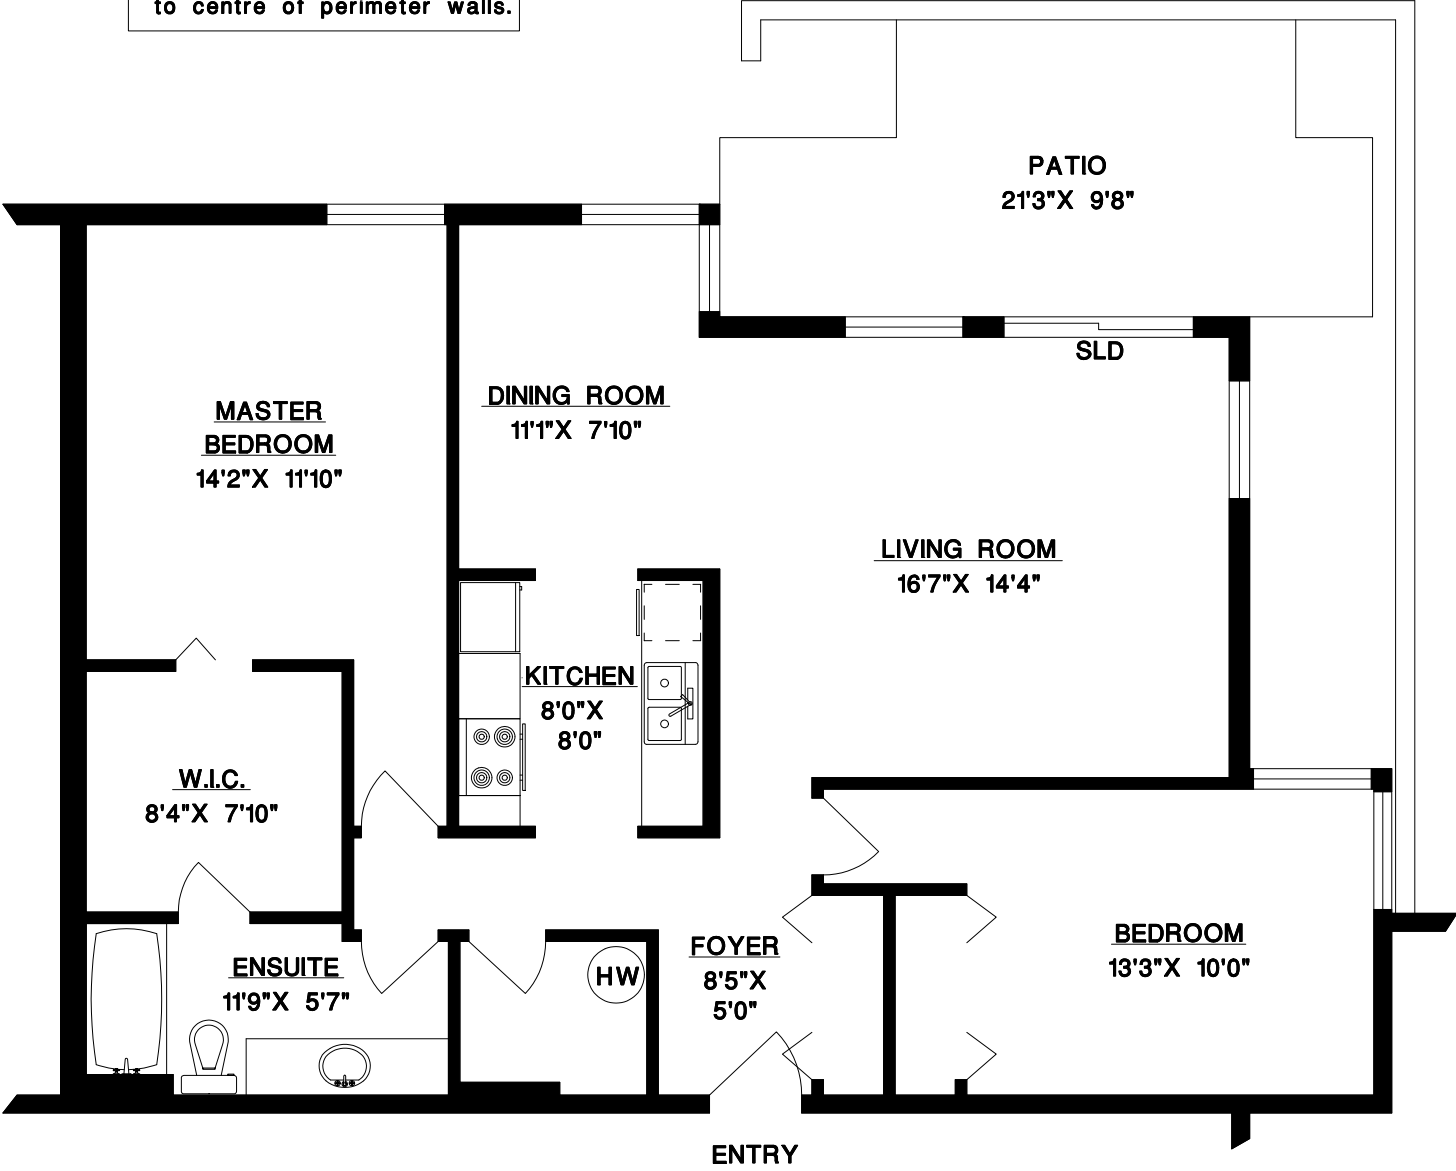 to centre of perimeter walls.
PATIO
21'3"X 9'8"
SLD
MASTER
BEDROOM
14'2"X 11'10"
DINING ROOM
11'1"X 7'10"
LIVING ROOM
16'7"X 14'4"
KITCHEN
8'0"X
8'0"
W.I.C.
8'4"X 7'10"
ENSUITE
11'9"X 5'7"
HW
FOYER
8'5"X
5'0"
BEDROOM
13'3"X 10'0"
ENTRY